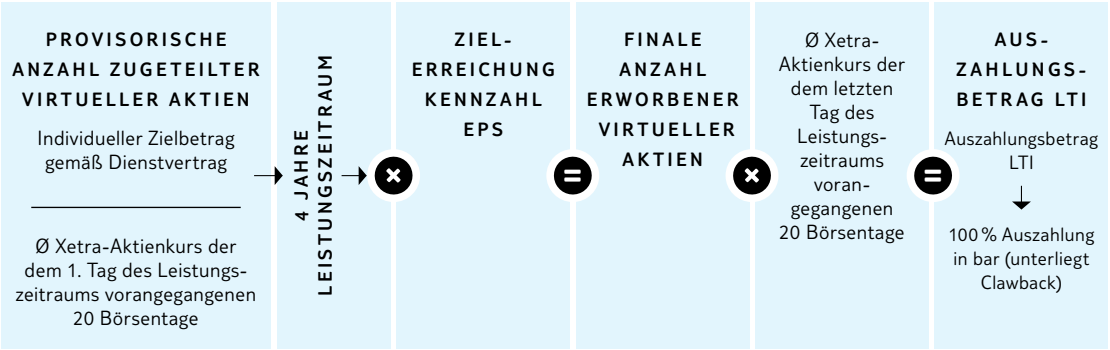 PROVISORISCHE
ANZAHL ZUGETEILTER
VIRTUELLER AKTIEN
Individueller Zielbetrag
gemäß Dienstvertrag
Ø Xetra-Aktienkurs der
dem 1. Tag des Leistungs-
zeitraums vorangegangenen
20 Börsentage
4 JAHRE
LEISTUNGSZEITRAUM
×
ZIEL-
ERREICHUNG
KENNZAHL
EPS
=
FINALE
ANZAHL
ERWORBENER
VIRTUELLER
AKTIEN
×
Ø Xetra-
Aktienkurs der
dem letzten
Tag des
Leistungs-
zeitraums
voran-
gegangenen
20 Börsentage
=
AUS-
ZAHLUNGS-
BETRAG LTI
Auszahlungsbetrag
LTI
100 % Auszahlung
in bar (unterliegt
Clawback)